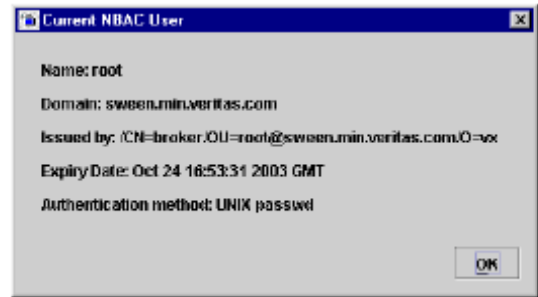 Current NBAC User
Name: root
Domain: sween.min.veritas.com
Issued by: /CN=broker/OU=root@sween.min.veritas.com/O=vx
Expiry Date: Oct 24 16:53:31 2003 GMT
Authentication method: UNIX passwd
OK